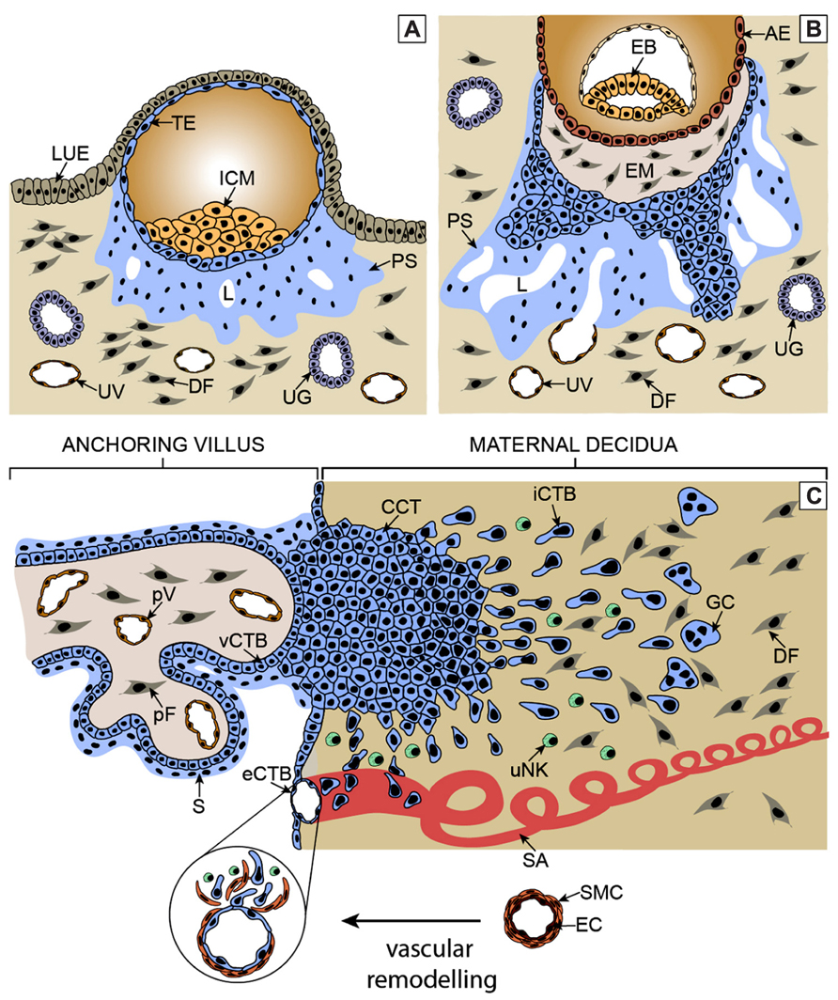 A
TE
LUE
ICM
PS
L
UV
DF
UG
B
AE
EB
EM
PS
L
UG
UV
DF
ANCHORING VILLUS
MATERNAL DECIDUA
C
CCT
iCTB
pV
vCTB
GC
DF
pF
uNK
eCTB
S
SA
SMC
EC
vascular
remodelling